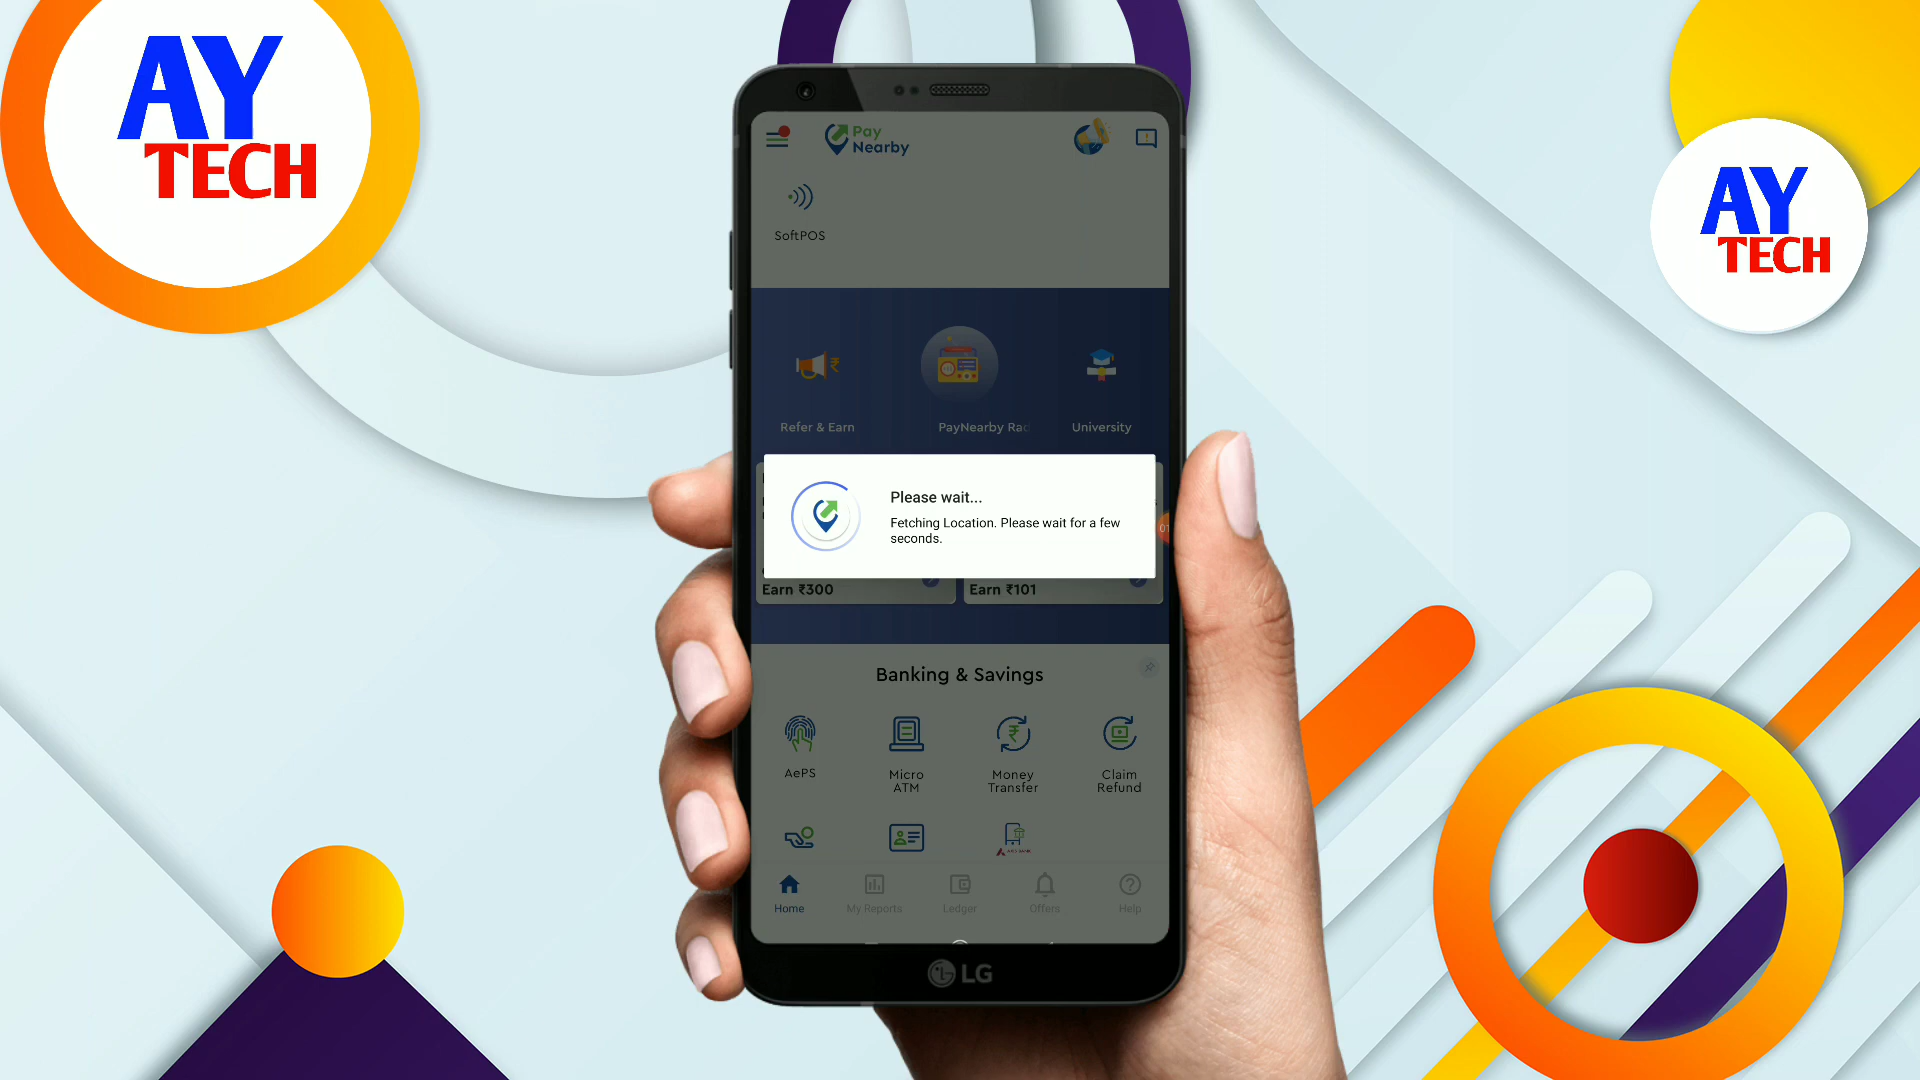 AY
TECH
AY
TECH
Pay
Nearby
SoftPOS
Refer & Earn
PayNearby Rad
University
Please wait...
Fetching Location. Please wait for a few
seconds.
Earn ₹300
Earn ₹101
Banking & Savings
AePS
Micro
ATM
Money
Transfer
Claim
Refund
Home
My Reports
Ledger
Offers
Help
LG